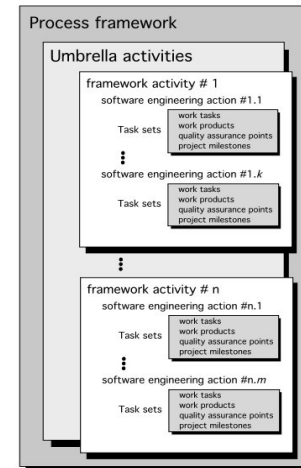 Process framework
Umbrella activities
framework activity # 1
software engineering action #1.1
Task sets
work tasks
work products
quality assurance points
project milestones
software engineering action #1.k
Task sets
work tasks
work products
quality assurance points
project milestones
framework activity # n
software engineering action #n.1
Task sets
work tasks
work products
quality assurance points
project milestones
software engineering action #n.m
Task sets
work tasks
work products
quality assurance points
project milestones